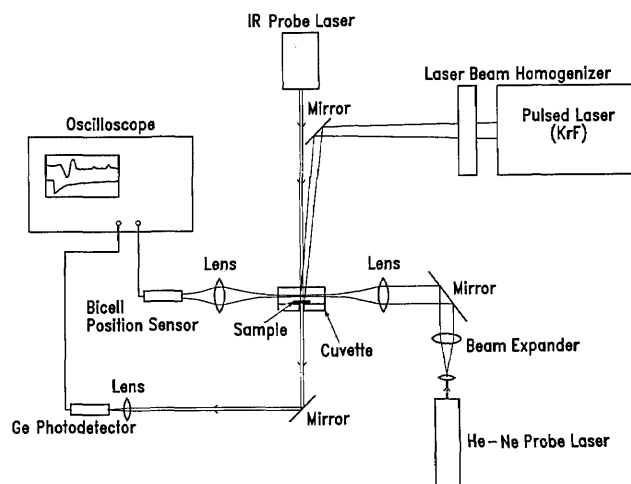 IR Probe Laser
Laser Beam Homogenizer
Mirror
Pulsed Laser
(KrF)
Oscilloscope
Lens
Lens
Mirror
Bicell
Position Sensor
Sample
Cuvette
Beam Expander
Lens
Mirror
Ge Photodetector
He-Ne Probe Laser